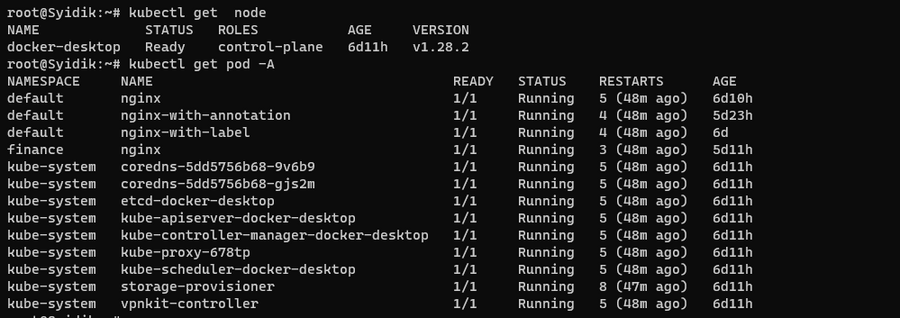 root@Syidik:~# kubectl get  node
NAME             STATUS   ROLES           AGE     VERSION
docker-desktop   Ready    control-plane   6d11h   v1.28.2
root@Syidik:~# kubectl get pod -A
NAMESPACE     NAME                                     READY   STATUS    RESTARTS      AGE
default       nginx                                    1/1     Running   5 (48m ago)   6d10h
default       nginx-with-annotation                    1/1     Running   4 (48m ago)   5d23h
default       nginx-with-label                         1/1     Running   4 (48m ago)   6d
finance       nginx                                    1/1     Running   3 (48m ago)   5d11h
kube-system   coredns-5dd5756b68-9v6b9                 1/1     Running   5 (48m ago)   6d11h
kube-system   coredns-5dd5756b68-gjs2m                 1/1     Running   5 (48m ago)   6d11h
kube-system   etcd-docker-desktop                      1/1     Running   5 (48m ago)   6d11h
kube-system   kube-apiserver-docker-desktop            1/1     Running   5 (48m ago)   6d11h
kube-system   kube-controller-manager-docker-desktop   1/1     Running   5 (48m ago)   6d11h
kube-system   kube-proxy-678tp                         1/1     Running   5 (48m ago)   6d11h
kube-system   kube-scheduler-docker-desktop            1/1     Running   5 (48m ago)   6d11h
kube-system   storage-provisioner                      1/1     Running   8 (47m ago)   6d11h
kube-system   vpnkit-controller                        1/1     Running   5 (48m ago)   6d11h